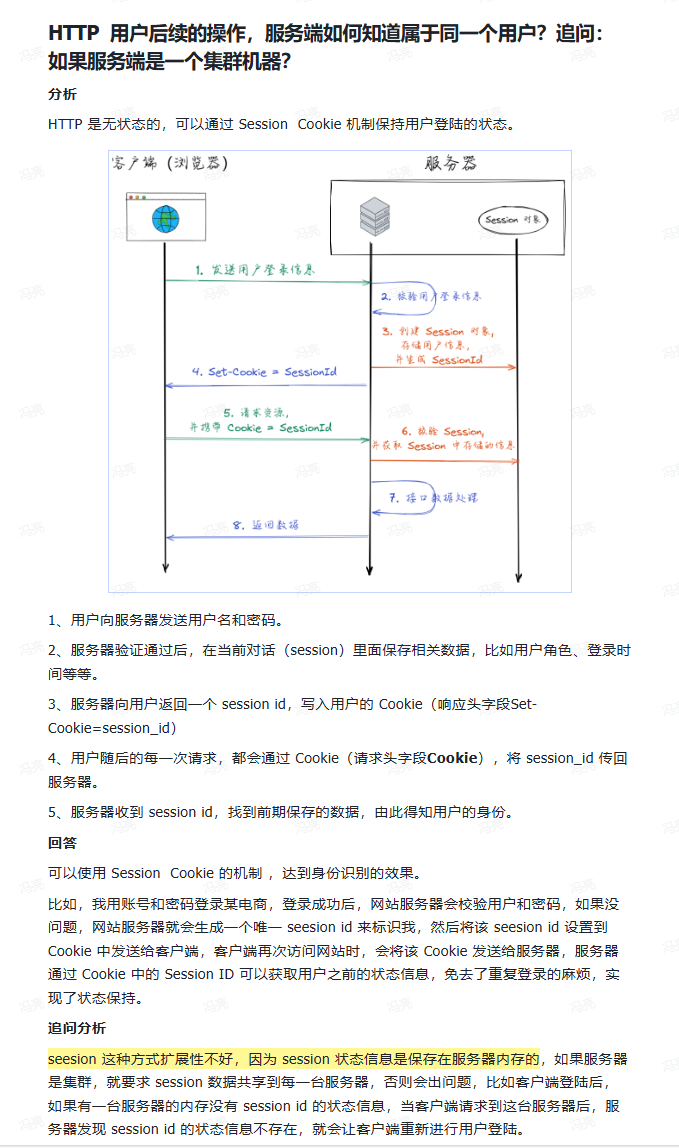 HTTP 用户后续的操作，服务端如何知道属于同一个用户？追问：
如果服务端是一个集群机器？
分析
HTTP 是无状态的，可以通过 Session Cookie 机制保持用户登陆的状态。
客户端（浏览器）
服务器
Session 对象
1. 发送用户登录信息
2. 校验用户登录信息
3. 创建 Session 对象，
存储用户信息，
并生成 SessionId
4. Set-Cookie = SessionId
5. 请求资源，
并携带 Cookie = SessionId
6. 校验 Session，
并获取 Session 中存储的信息
7. 接口数据处理
8. 返回数据
1、用户向服务器发送用户名和密码。
2、服务器验证通过后，在当前对话（session）里面保存相关数据，比如用户角色、登录时
间等等。
3、服务器向用户返回一个 session id，写入用户的 Cookie（响应头字段Set-
Cookie=session_id）
4、用户随后的每一次请求，都会通过 Cookie（请求头字段Cookie），将 session_id 传回
服务器。
5、服务器收到 session id，找到前期保存的数据，由此得知用户的身份。
回答
可以使用 Session Cookie 的机制 ，达到身份识别的效果。
比如，我用账号和密码登录某电商，登录成功后，网站服务器会校验用户和密码，如果没
问题，网站服务器就会生成一个唯一 seesion id 来标识我，然后将该 seesion id 设置到
Cookie 中发送给客户端，客户端再次访问网站时，会将该 Cookie 发送给服务器，服务器
通过 Cookie 中的 Session ID 可以获取用户之前的状态信息，免去了重复登录的麻烦，实
现了状态保持。
追问分析
seesion 这种方式扩展性不好，因为 session 状态信息是保存在服务器内存的，如果服务器
是集群，就要求 session 数据共享到每一台服务器，否则会出问题，比如客户端登陆后，
如果有一台服务器的内存没有 session id 的状态信息，当客户端请求到这台服务器后，服
务器发现 session id 的状态信息不存在，就会让客户端重新进行用户登陆。
冯亮